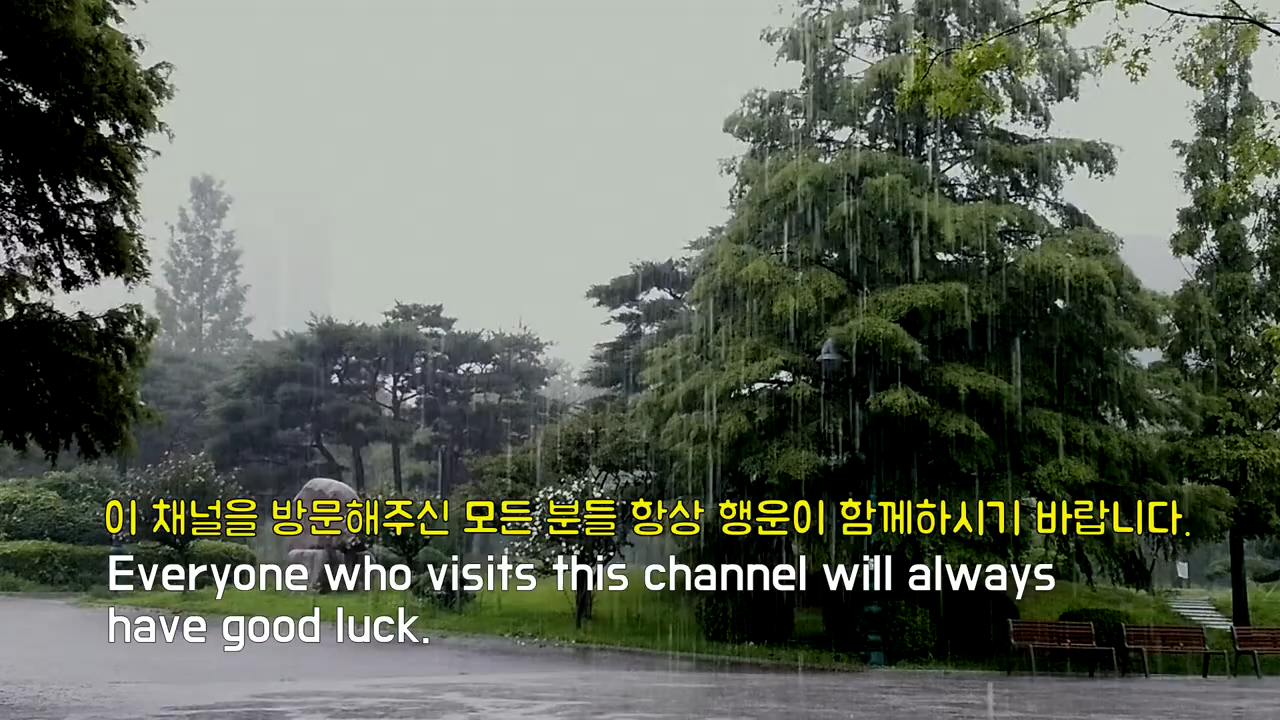 이 채널을 방문해주신 모든 분들 항상 행운이 함께하시기 바랍니다.
Everyone who visits this channel will always
have good luck.